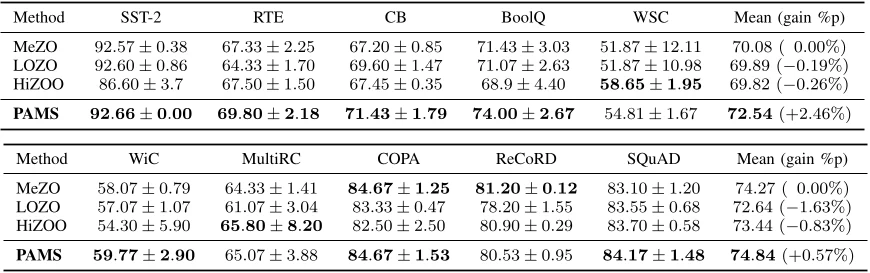 Method SST-2 RTE CB BoolQ WSC Mean (gain %p)
MeZO 92.57 ± 0.38 67.33 ± 2.25 67.20 ± 0.85 71.43 ± 3.03 51.87 ± 12.11 70.08 ( 0.00%)
LOZO 92.60 ± 0.86 64.33 ± 1.70 69.60 ± 1.47 71.07 ± 2.63 51.87 ± 10.98 69.89 (−0.19%)
HiZOO 86.60 ± 3.7 67.50 ± 1.50 67.45 ± 0.35 68.9 ± 4.40 58.65 ± 1.95 69.82 (−0.26%)
PAMS 92.66 ± 0.00 69.80 ± 2.18 71.43 ± 1.79 74.00 ± 2.67 54.81 ± 1.67 72.54 (+2.46%)
Method WiC MultiRC COPA ReCoRD SQuAD Mean (gain %p)
MeZO 58.07 ± 0.79 64.33 ± 1.41 84.67 ± 1.25 81.20 ± 0.12 83.10 ± 1.20 74.27 ( 0.00%)
LOZO 57.07 ± 1.07 61.07 ± 3.04 83.33 ± 0.47 78.20 ± 1.55 83.55 ± 0.68 72.64 (−1.63%)
HiZOO 54.30 ± 5.90 65.80 ± 8.20 82.50 ± 2.50 80.90 ± 0.29 83.70 ± 0.58 73.44 (−0.83%)
PAMS 59.77 ± 2.90 65.07 ± 3.88 84.67 ± 1.53 80.53 ± 0.95 84.17 ± 1.48 74.84 (+0.57%)